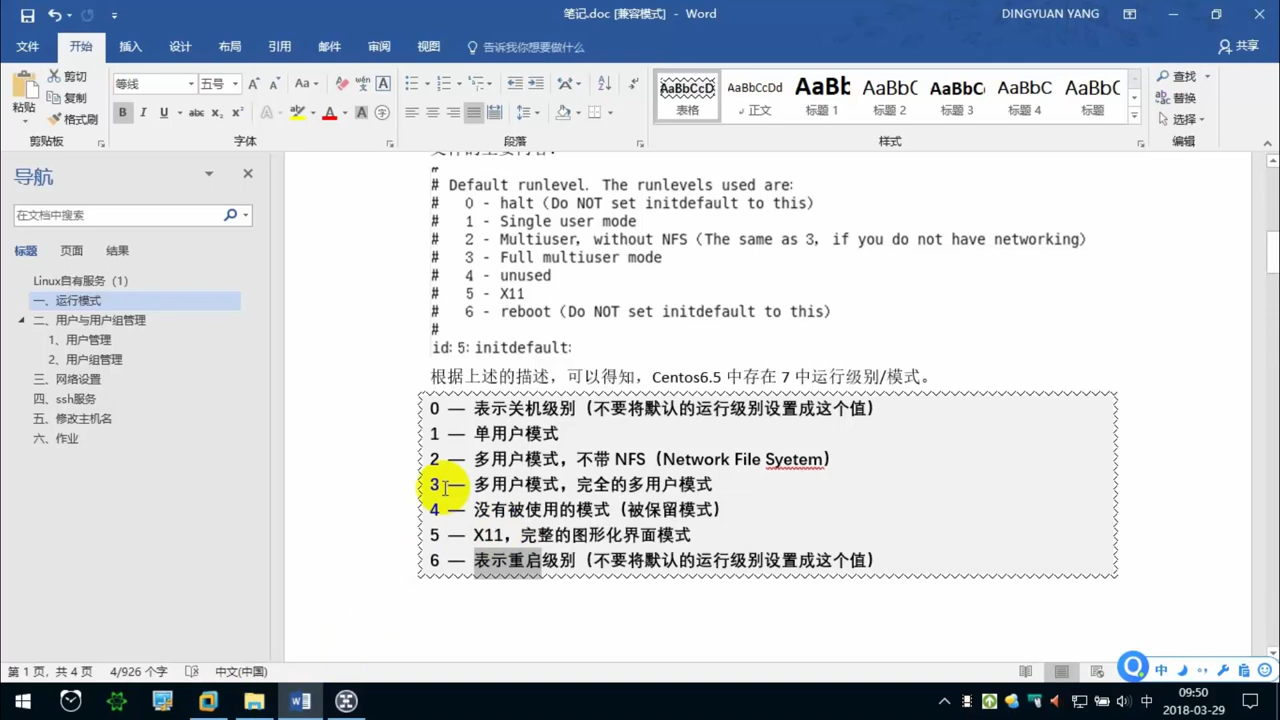 笔记.doc [兼容模式] - Word
DINGYUAN YANG
文件
开始
插入
设计
布局
引用
邮件
审阅
视图
告诉我你想要做什么
共享
粘贴
剪切
复制
格式刷
剪贴板
等线
五号
字体
段落
AaBbCcD
表格
AaBbCcDd
正文
AaBb
标题 1
AaBbC
标题 2
AaBbC
标题 3
AaBbC
标题 4
AaBbC
标题
样式
查找
替换
选择
编辑
导航
在文档中搜索
标题
页面
结果
Linux自有服务（1）
一、运行模式
二、用户与用户组管理
1、用户管理
2、用户组管理
三、网络设置
四、ssh服务
五、修改主机名
六、作业
#
# Default runlevel. The runlevels used are:
# 0 - halt (Do NOT set initdefault to this)
# 1 - Single user mode
# 2 - Multiuser, without NFS (The same as 3, if you do not have networking)
# 3 - Full multiuser mode
# 4 - unused
# 5 - X11
# 6 - reboot (Do NOT set initdefault to this)
#
id:5:initdefault:
根据上述的描述，可以得知，Centos6.5 中存在 7 中运行级别/模式。
0 — 表示关机级别（不要将默认的运行级别设置成这个值）
1 — 单用户模式
2 — 多用户模式，不带 NFS（Network File Syetem）
3 — 多用户模式，完全的多用户模式
4 — 没有被使用的模式（被保留模式）
5 — X11，完整的图形化界面模式
6 — 表示重启级别（不要将默认的运行级别设置成这个值）
第 1 页，共 4 页
4/926 个字
中文(中国)
中
中
09:50
2018-03-29